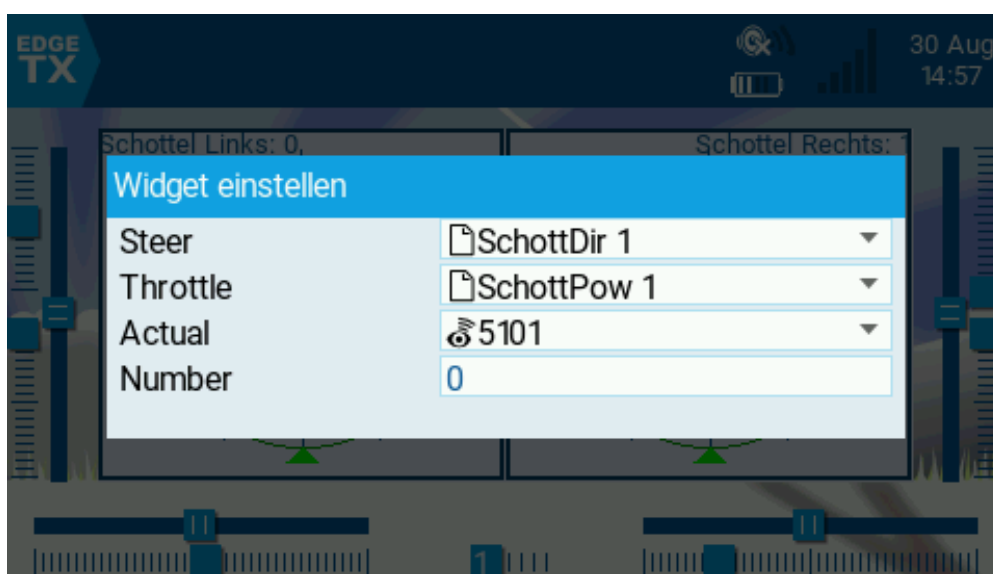 EDGE
TX
30 Aug
14:57
Schottel Links: 0,
Schottel Rechts: 1
Widget einstellen
Steer SchottDir 1
Throttle SchottPow 1
Actual 5101
Number 0
1